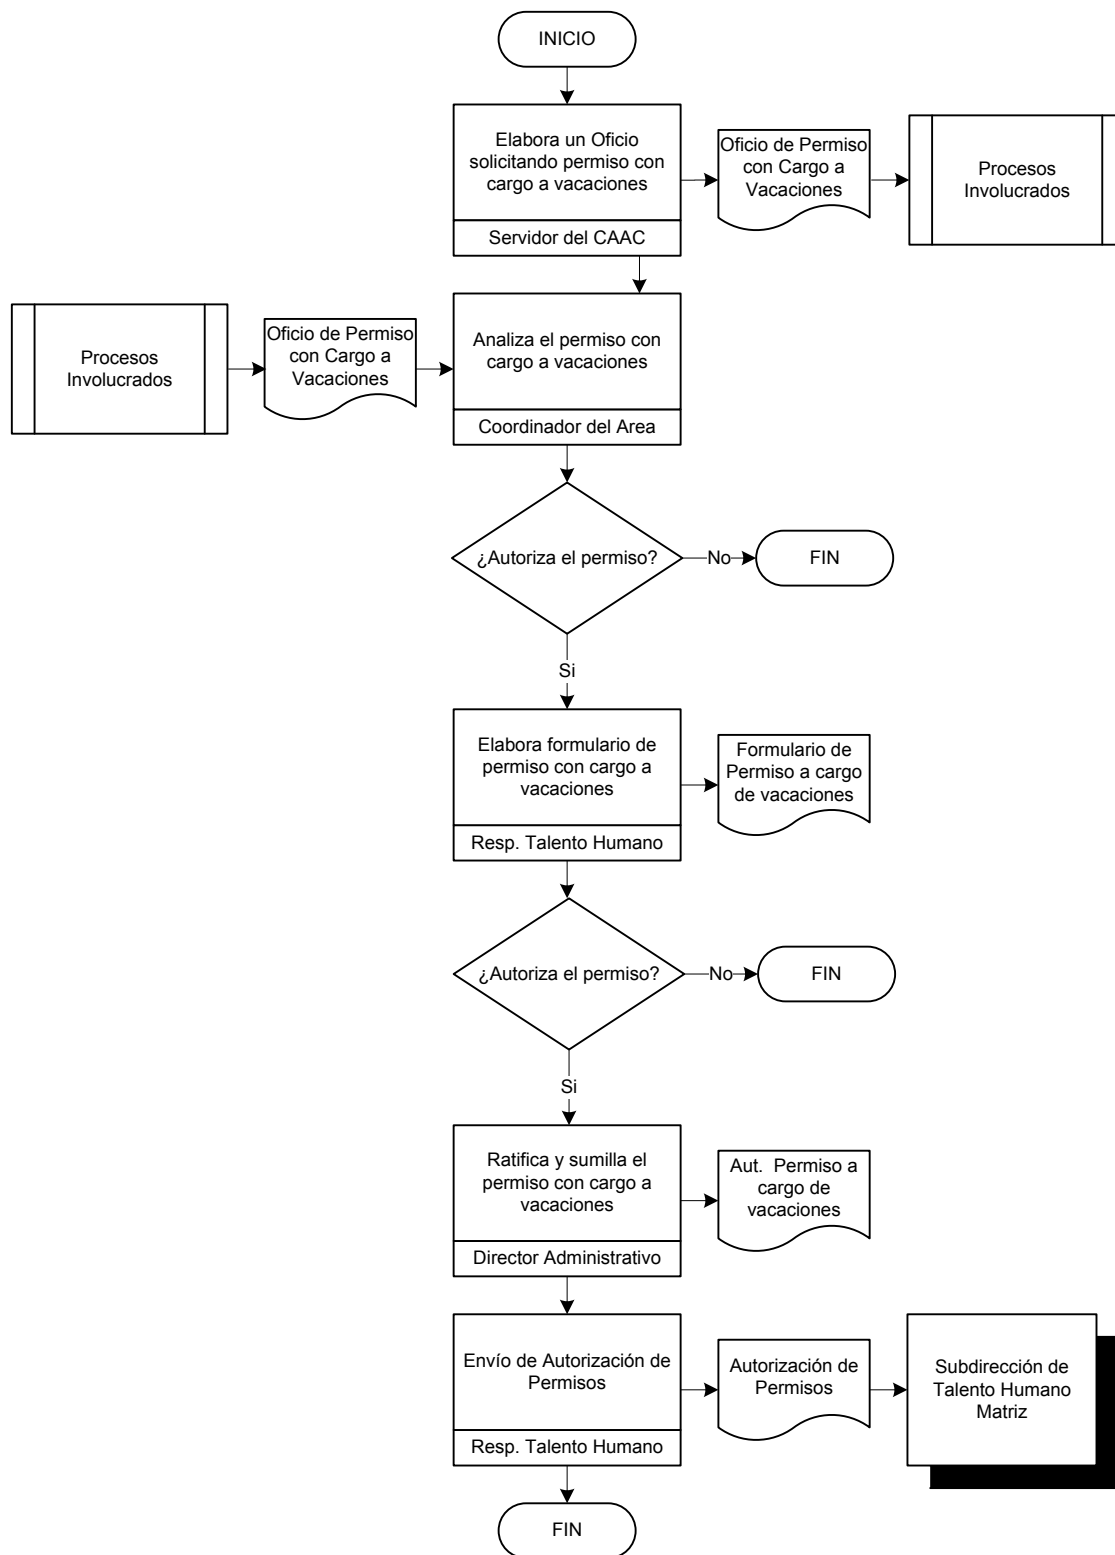 INICIO
Elabora un Oficio
solicitando permiso con
cargo a vacaciones
Servidor del CAAC
Oficio de Permiso
con Cargo a
Vacaciones
Procesos
Involucrados
Procesos
Involucrados
Oficio de Permiso
con Cargo a
Vacaciones
Analiza el permiso con
cargo a vacaciones
Coordinador del Area
¿Autoriza el permiso?
No
FIN
Si
Elabora formulario de
permiso con cargo a
vacaciones
Resp. Talento Humano
Formulario de
Permiso a cargo
de vacaciones
¿Autoriza el permiso?
No
FIN
Si
Ratifica y sumilla el
permiso con cargo a
vacaciones
Director Administrativo
Aut. Permiso a
cargo de
vacaciones
Envío de Autorización de
Permisos
Resp. Talento Humano
Autorización de
Permisos
Subdirección de
Talento Humano
Matriz
FIN